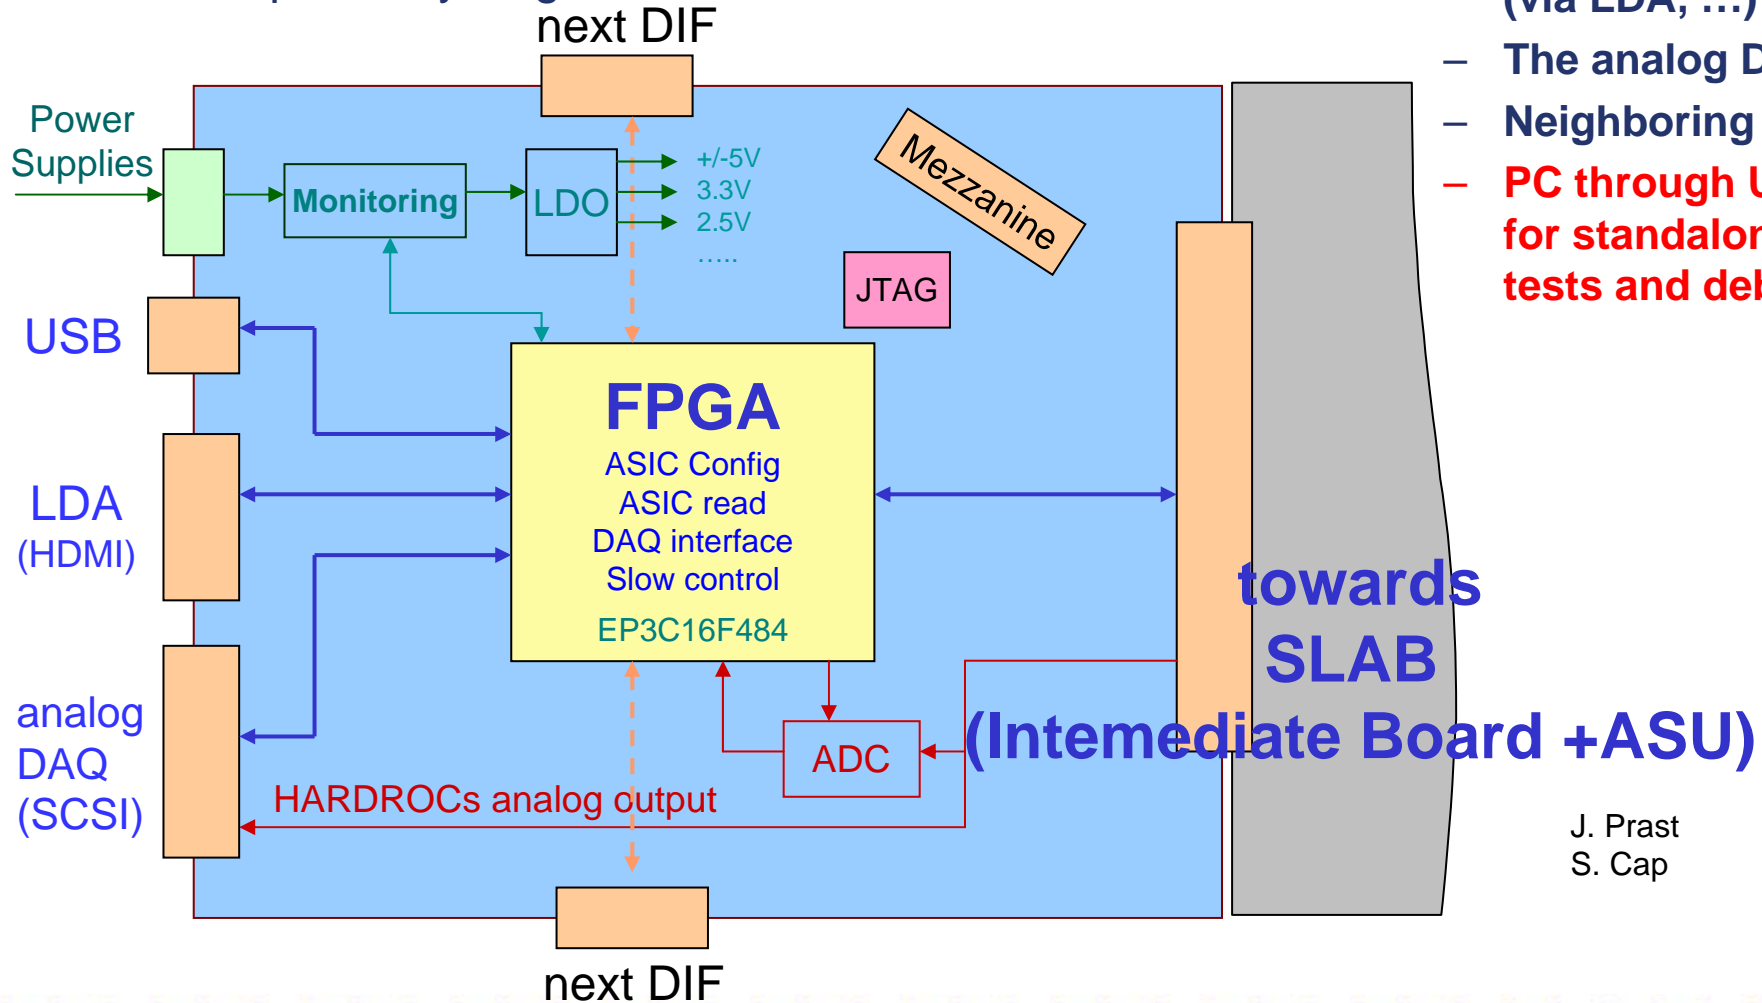 next DIF
(via LDA, ...)
– The analog D
– Neighboring
– PC through U
for standalon
tests and deb
Power
Supplies
Monitoring
LDO
+/-5V
3.3V
2.5V
.....
Mezzanine
JTAG
USB
FPGA
ASIC Config
ASIC read
DAQ interface
Slow control
EP3C16F484
LDA
(HDMI)
towards
SLAB
(Intemediate Board +ASU)
analog
DAQ
(SCSI)
ADC
HARDROCs analog output
J. Prast
S. Cap
next DIF